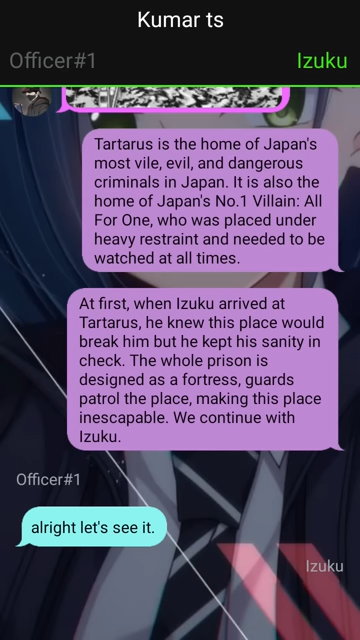 Kumar ts
Officer#1
Izuku
Tartarus is the home of Japan's
most vile, evil, and dangerous
criminals in Japan. It is also the
home of Japan's No.1 Villain: All
For One, who was placed under
heavy restraint and needed to be
watched at all times.
At first, when Izuku arrived at
Tartarus, he knew this place would
break him but he kept his sanity in
check. The whole prison is
designed as a fortress, guards
patrol the place, making this place
inescapable. We continue with
Izuku.
Officer#1
alright let's see it.
Izuku